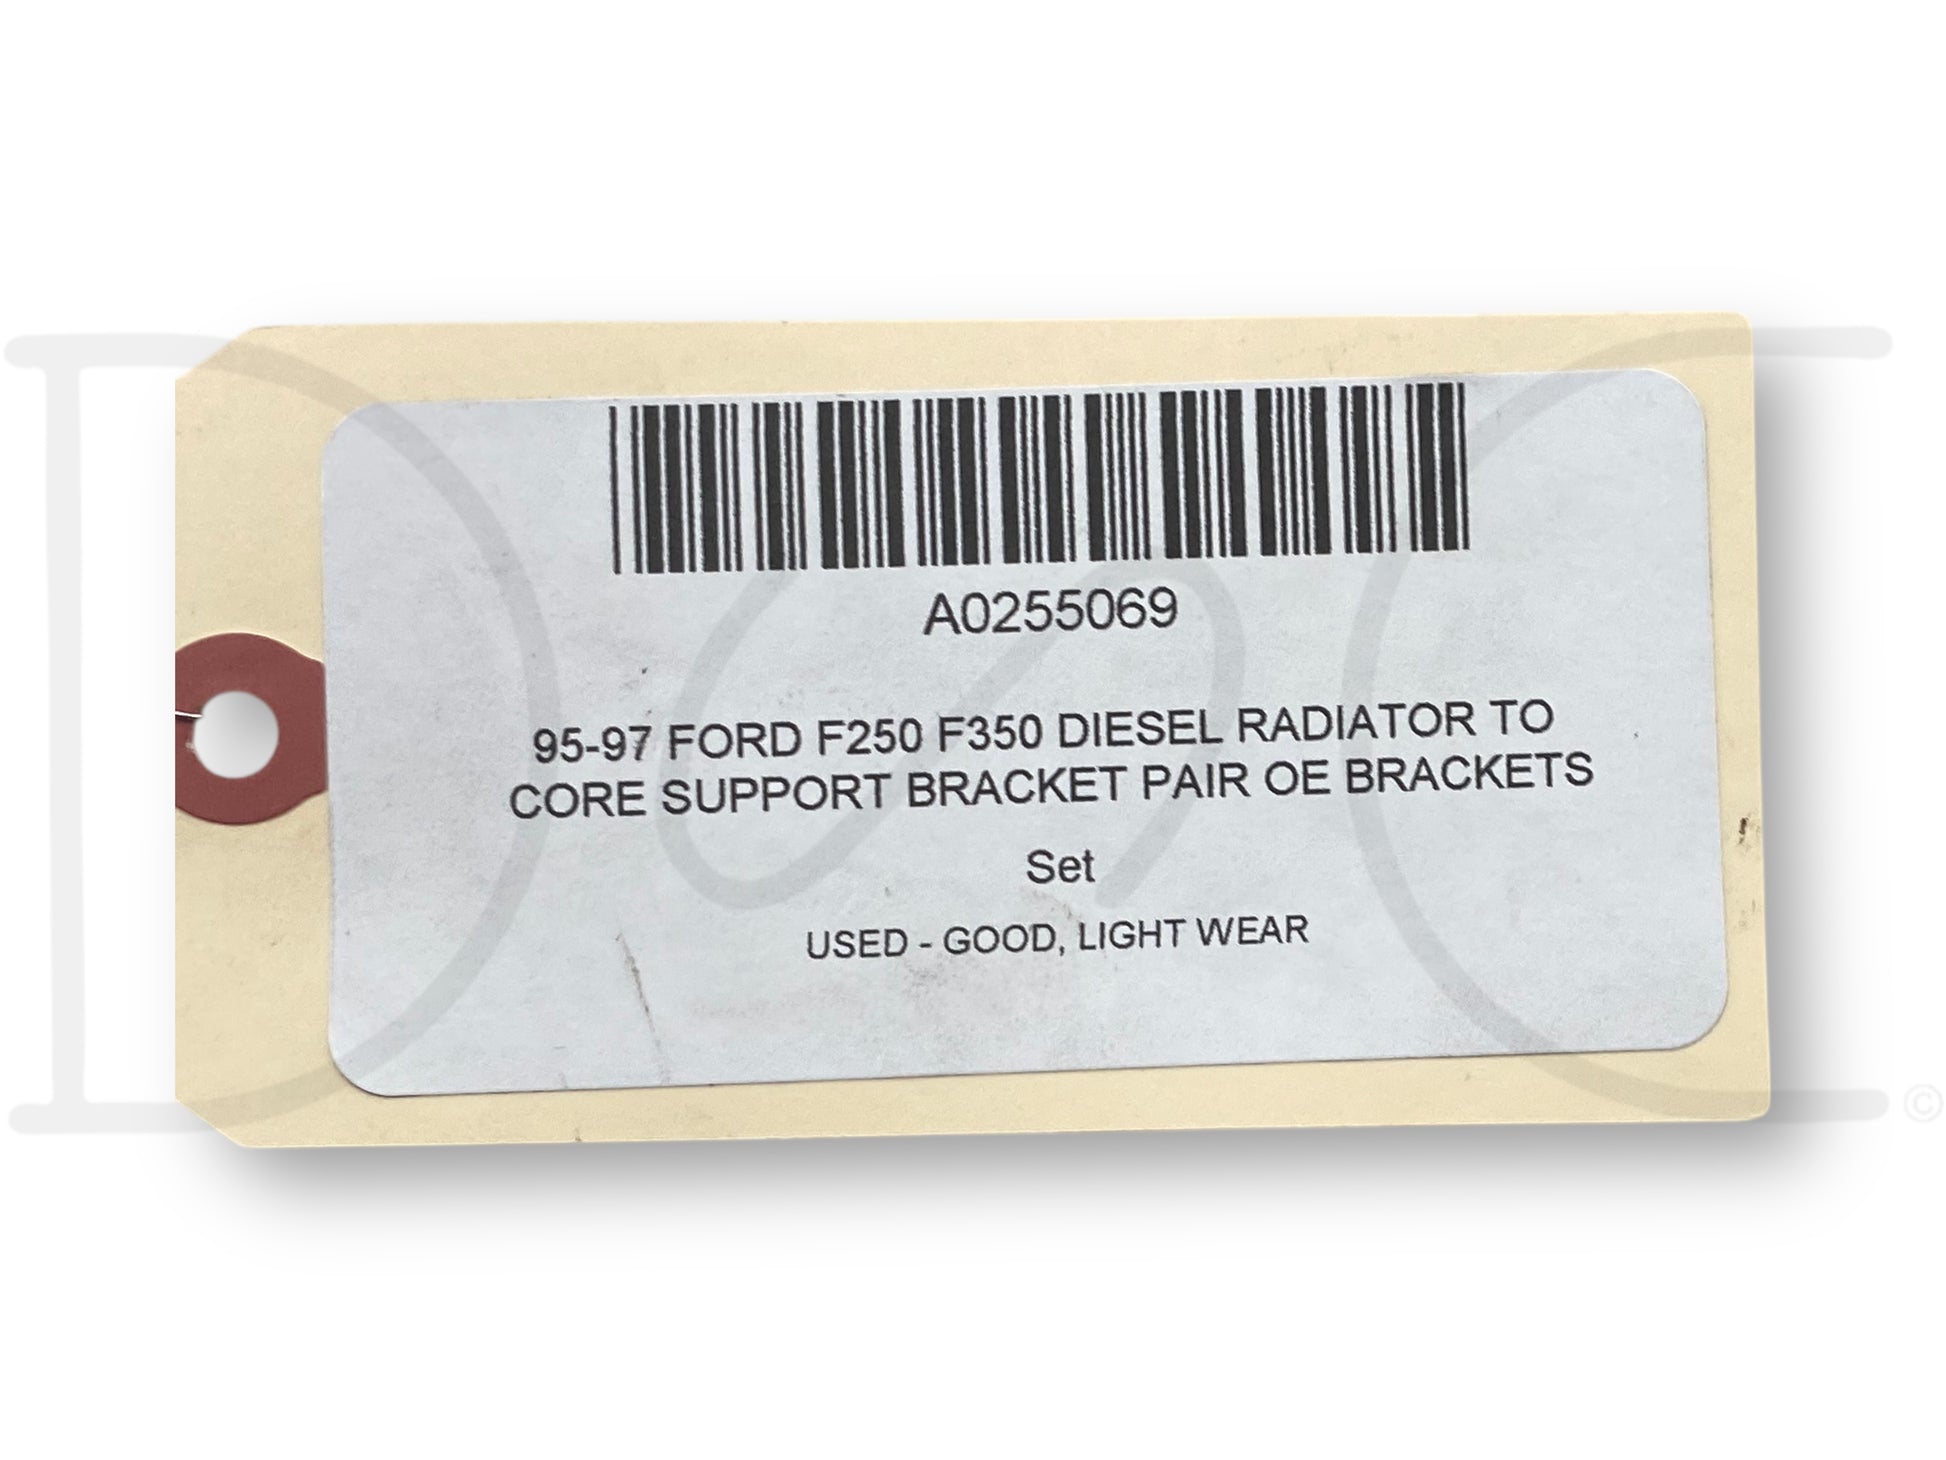 A0255069
95-97 FORD F250 F350 DIESEL RADIATOR TO
CORE SUPPORT BRACKET PAIR OE BRACKETS
Set
USED - GOOD, LIGHT WEAR
©